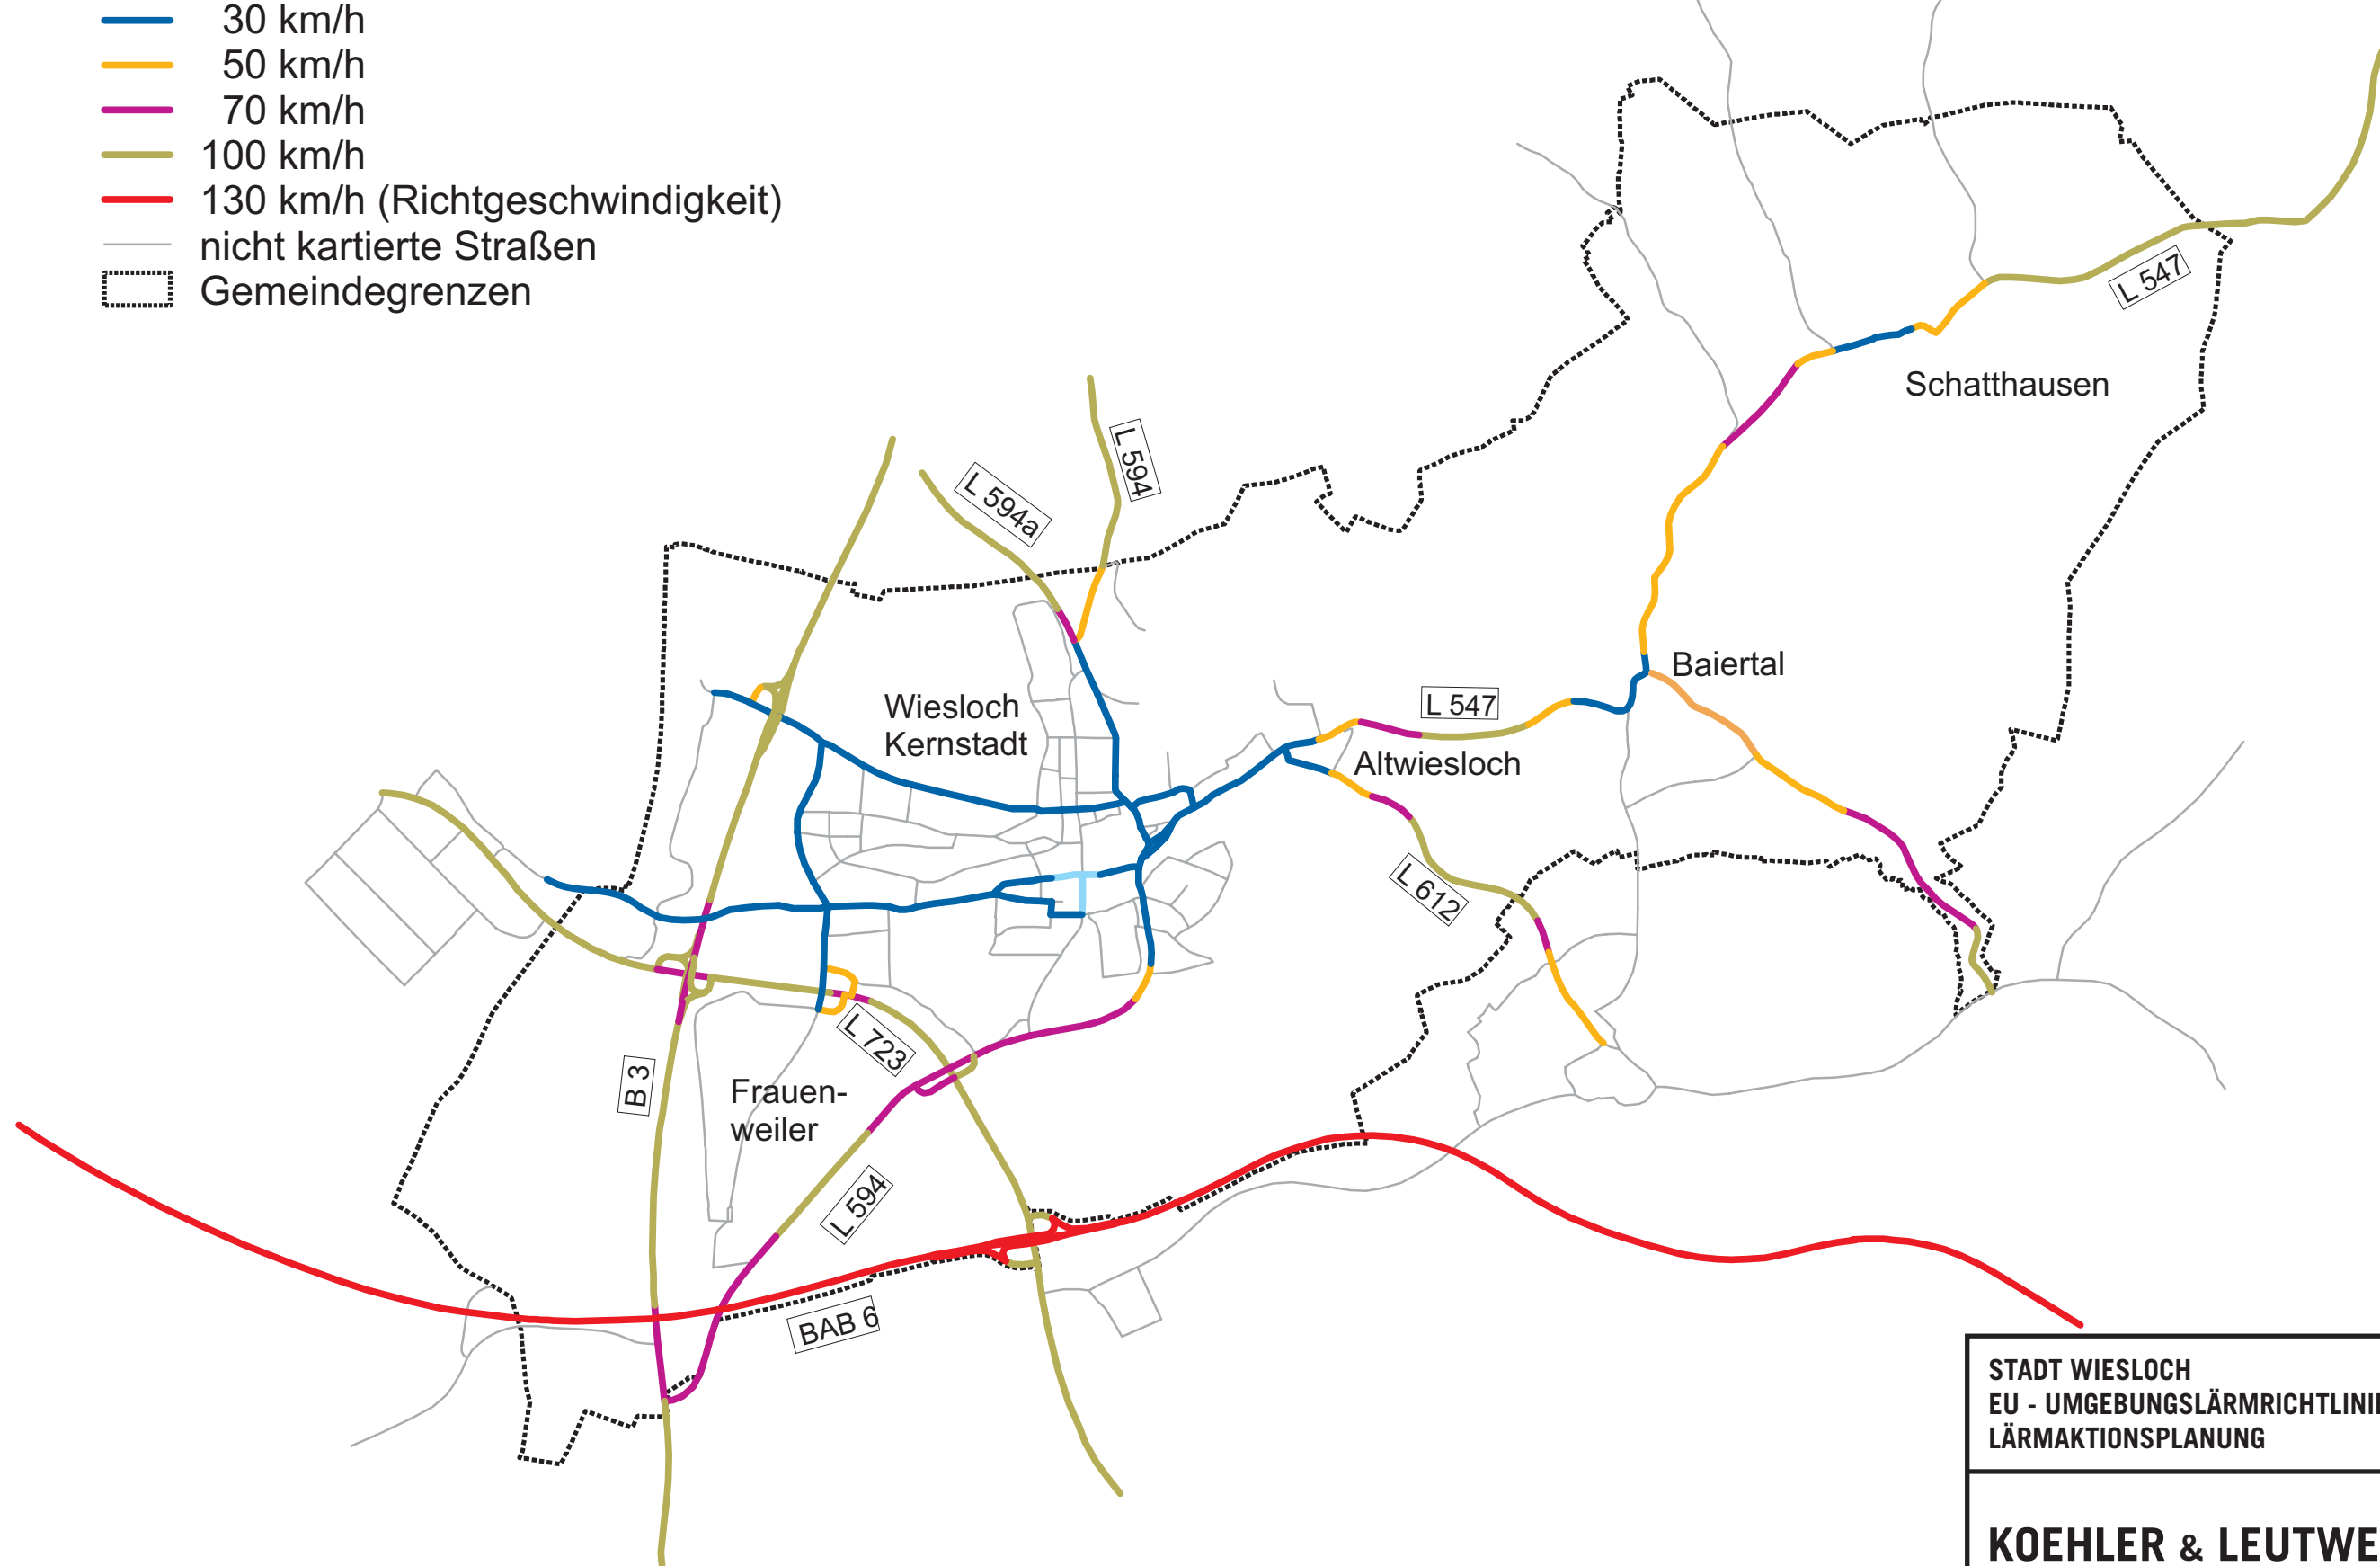 30 km/h
50 km/h
70 km/h
100 km/h
130 km/h (Richtgeschwindigkeit)
nicht kartierte Straßen
Gemeindegrenzen
L 547
Schatthausen
L 594
L 594a
Baiertal
Wiesloch
Kernstadt
L 547
Altwiesloch
L 612
L 723
B 3
Frauen-
weiler
L 594
BAB 6
STADT WIESLOCH
EU - UMGEBUNGSLÄRMRICHTLINI
LÄRMAKTIONSPLANUNG
KOEHLER & LEUTWE